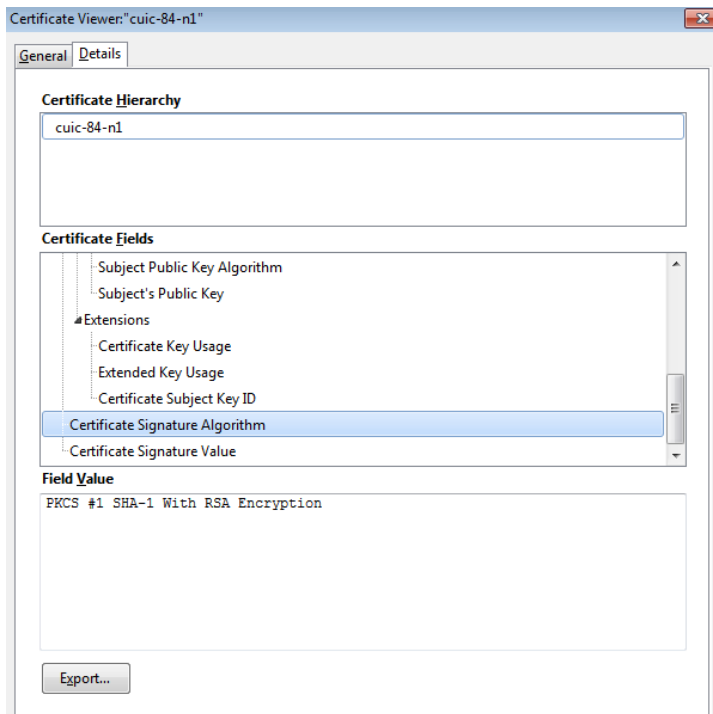 Certificate Viewer:"cuic-84-n1"
General Details
Certificate Hierarchy
cuic-84-n1
Certificate Fields
Subject Public Key Algorithm
Subject's Public Key
Extensions
Certificate Key Usage
Extended Key Usage
Certificate Subject Key ID
Certificate Signature Algorithm
Certificate Signature Value
Field Value
PKCS #1 SHA-1 With RSA Encryption
Export...